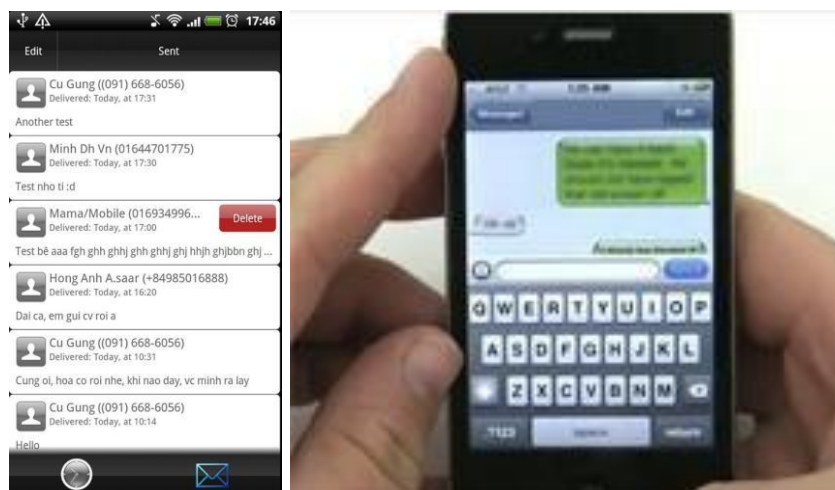 17:46
Edit Sent
Cu Gung ((091) 668-6056)
Delivered: Today, at 17:31
Another test
Minh Dh Vn (01644701775)
Delivered: Today, at 17:30
Test nho ti :d
Mama/Mobile (016934996...
Delivered: Today, at 17:00
Delete
Test bê aaa fgh ghh ghhj ghh ghhj ghj hhjh ghjbbn ghj ...
Hong Anh A.saar (+84985016888)
Delivered: Today, at 16:20
Dai ca, em gui cv roi a
Cu Gung ((091) 668-6056)
Delivered: Today, at 10:31
Cung oi, hoa co roi nhe, khi nao day, vc minh ra lay
Cu Gung ((091) 668-6056)
Delivered: Today, at 10:14
Hello
Q W E R T Y U I O P
A S D F G H J K L
Z X C V B N M